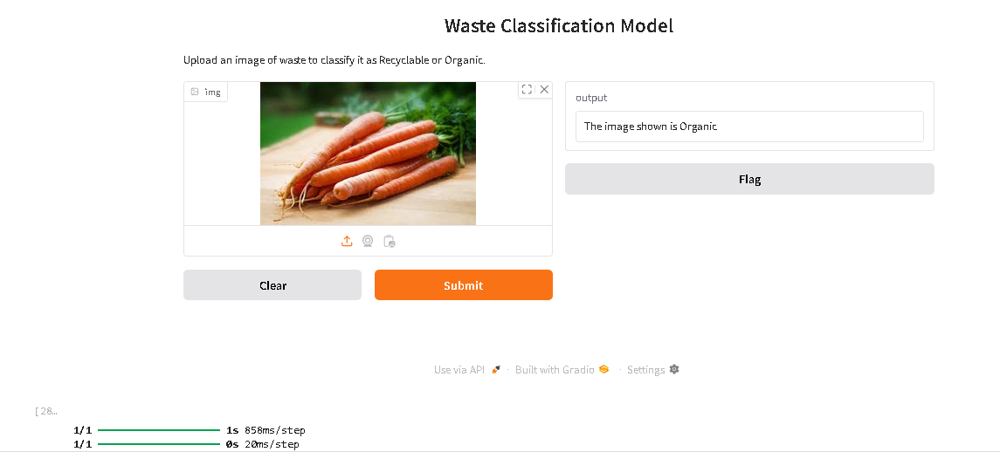 Waste Classification Model
Upload an image of waste to classify it as Recyclable or Organic.
img
output
The image shown is Organic
Flag
Clear
Submit
Use via API · Built with Gradio · Settings
[28…
1/1 1s 858ms/step
1/1 0s 20ms/step